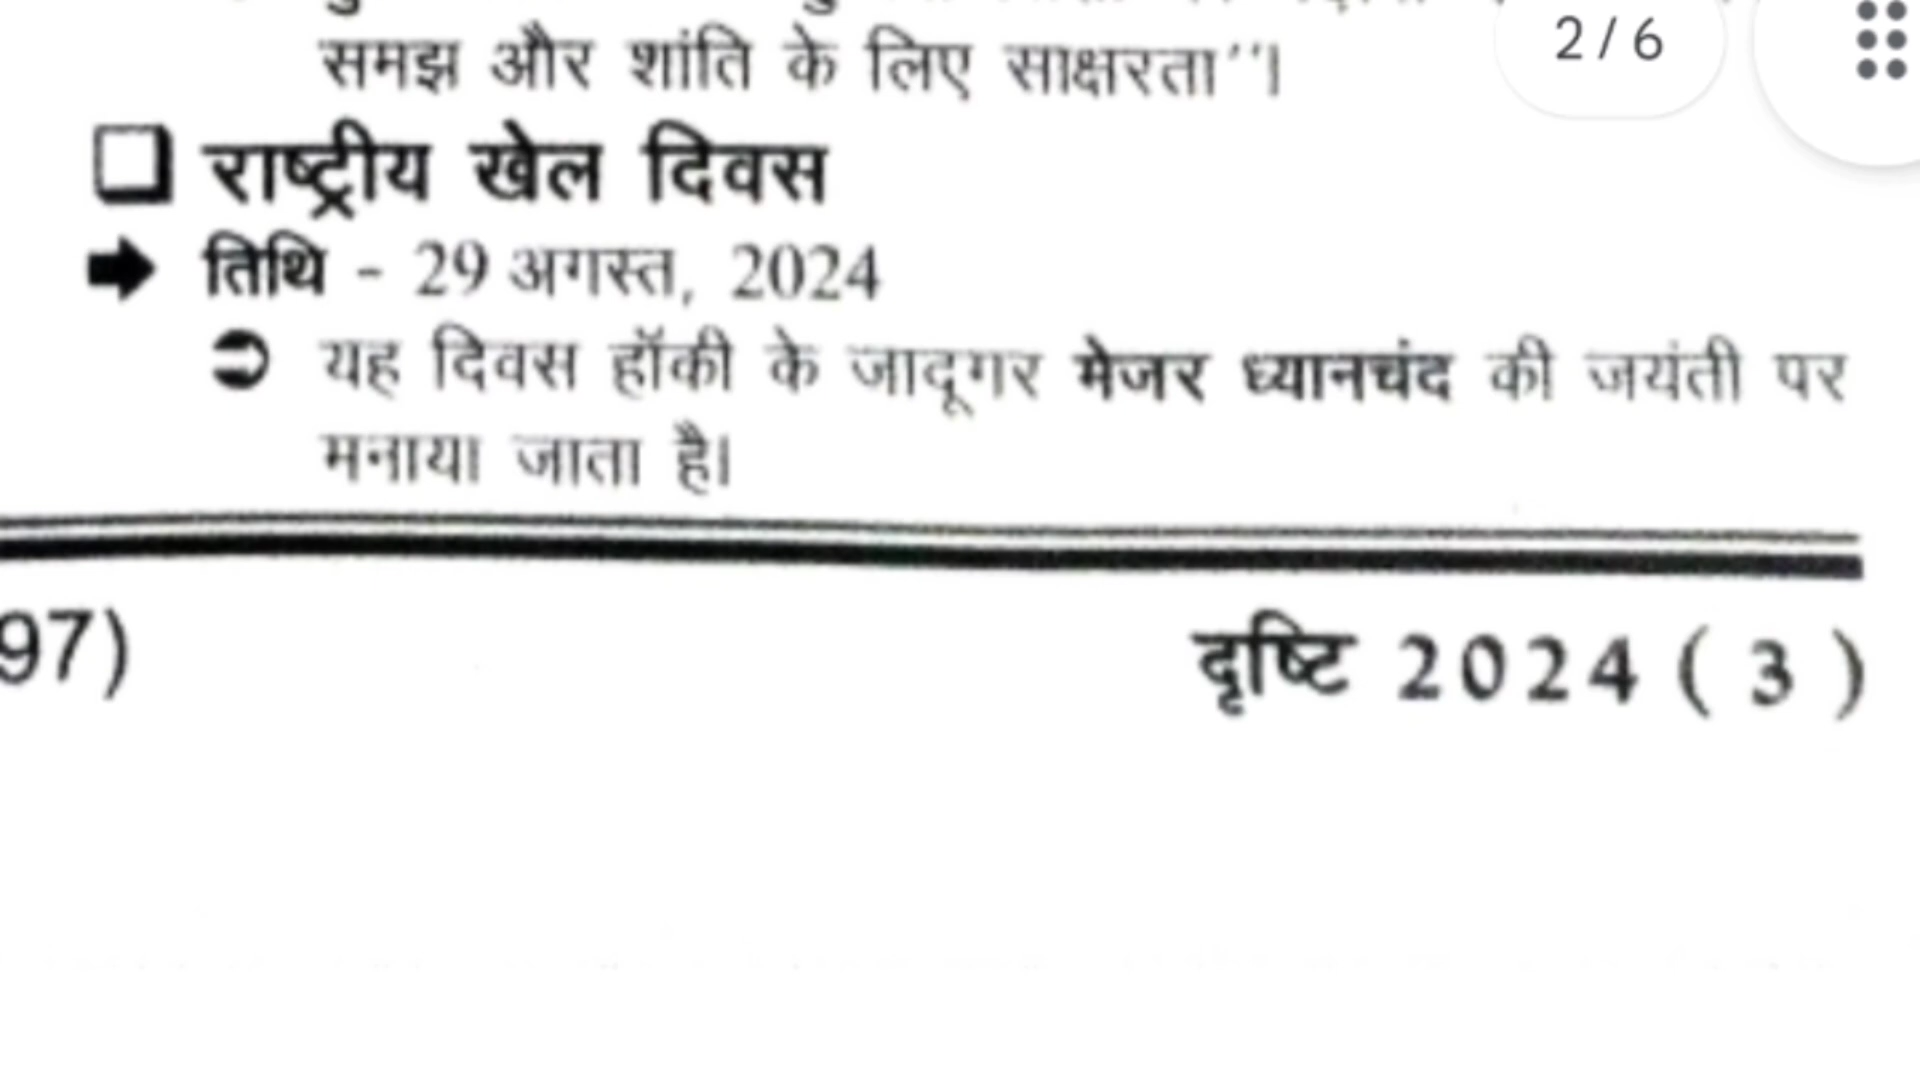 समझ और शांति के लिए साक्षरता''।
2 / 6
राष्ट्रीय खेल दिवस
तिथि - 29 अगस्त, 2024
यह दिवस हॉकी के जादूगर मेजर ध्यानचंद की जयंती पर
मनाया जाता है।
97)
दृष्टि 2024 ( 3 )